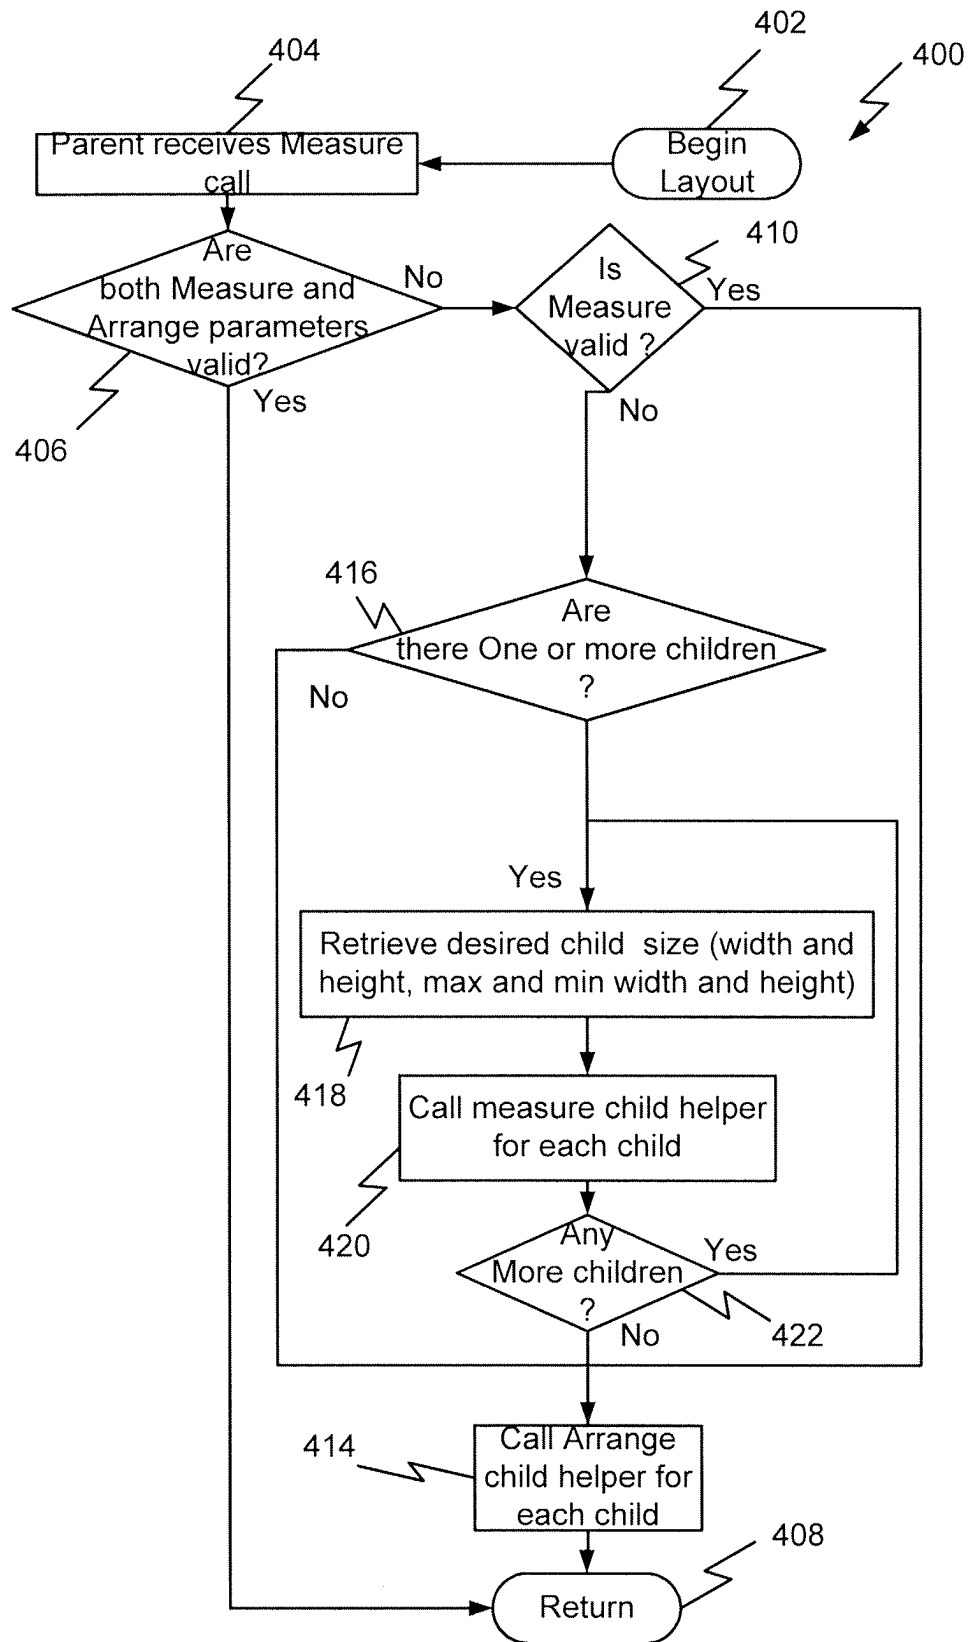 402
400
404
Parent receives Measure
call
Begin
Layout
Are
both Measure and
Arrange parameters
valid?
No
Yes
406
410
Is
Measure
valid ?
Yes
No
416
Are
there One or more children
?
No
Yes
Retrieve desired child size (width and
height, max and min width and height)
418
Call measure child helper
for each child
420
Any
More children
?
Yes
422
No
414
Call Arrange
child helper for
each child
408
Return